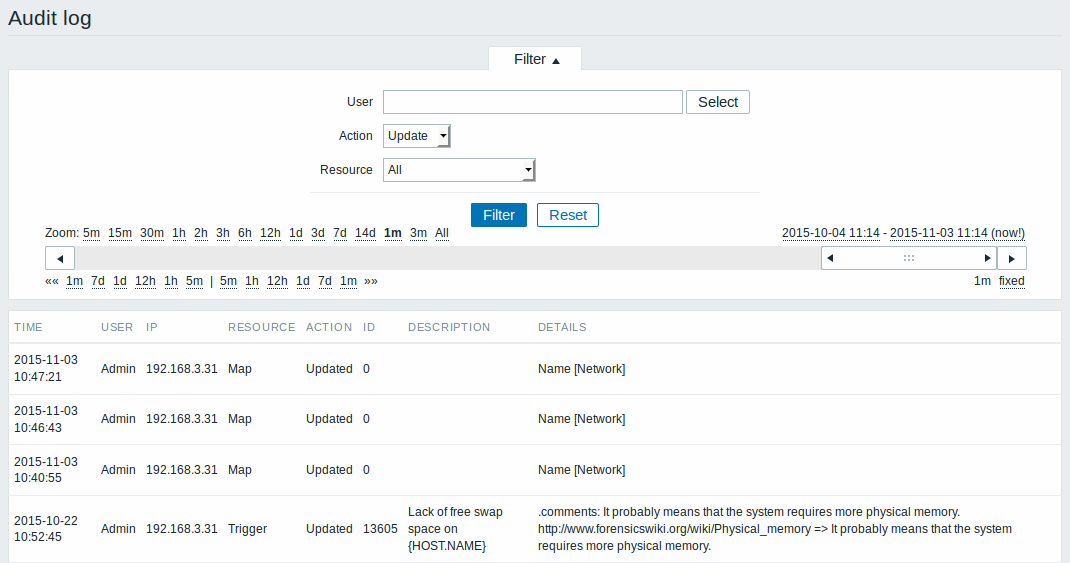 Audit log
Filter ▲
User Select
Action Update
Resource All
Filter Reset
Zoom: 5m 15m 30m 1h 2h 3h 6h 12h 1d 3d 7d 14d 1m 3m All 2015-10-04 11:14 - 2015-11-03 11:14 (now!)
«« 1m 7d 1d 12h 1h 5m | 5m 1h 12h 1d 7d 1m »» 1m fixed
TIME USER IP RESOURCE ACTION ID DESCRIPTION DETAILS
2015-11-03
10:47:21
Admin 192.168.3.31 Map Updated 0 Name [Network]
2015-11-03
10:46:43
Admin 192.168.3.31 Map Updated 0 Name [Network]
2015-11-03
10:40:55
Admin 192.168.3.31 Map Updated 0 Name [Network]
2015-10-22
10:52:45
Admin 192.168.3.31 Trigger Updated 13605
Lack of free swap
space on
{HOST.NAME}
.comments: It probably means that the system requires more physical memory.
http://www.forensicswiki.org/wiki/Physical_memory => It probably means that the system
requires more physical memory.